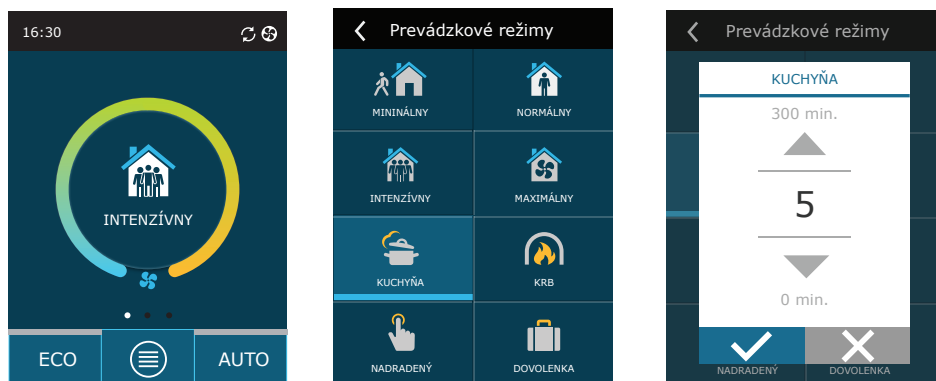 16:30
INTENZÍVNY
ECO
AUTO
Prevádzkové režimy
MININÁLNY
NORMÁLNY
INTENZÍVNY
MAXIMÁLNY
KUCHYŇA
KRB
NADRADENÝ
DOVOLENKA
Prevádzkové režimy
KUCHYŇA
300 min.
5
0 min.
NADRADENÝ
DOVOLENKA